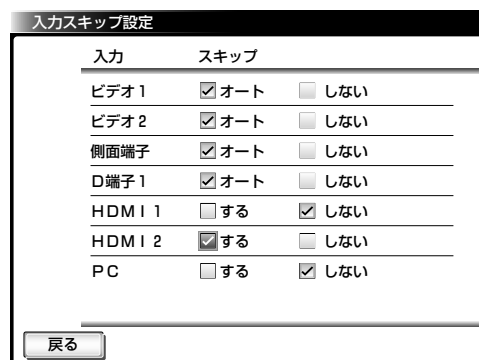 入力スキップ設定
入力 スキップ
ビデオ1 オート しない
ビデオ2 オート しない
側面端子 オート しない
D端子1 オート しない
HDMI1 する しない
HDMI2 する しない
PC する しない
戻る